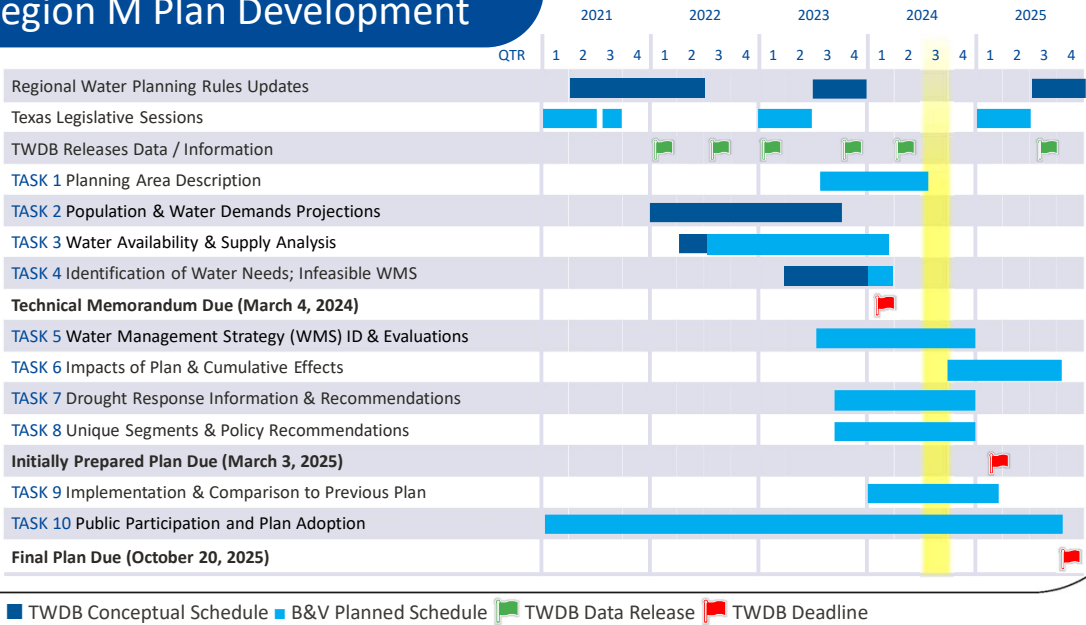 egion M Plan Development
2021 2022 2023 2024 2025
QTR 1 2 3 4 1 2 3 4 1 2 3 4 1 2 3 4 1 2 3 4
Regional Water Planning Rules Updates
Texas Legislative Sessions
TWDB Releases Data / Information
TASK 1 Planning Area Description
TASK 2 Population & Water Demands Projections
TASK 3 Water Availability & Supply Analysis
TASK 4 Identification of Water Needs; Infeasible WMS
Technical Memorandum Due (March 4, 2024)
TASK 5 Water Management Strategy (WMS) ID & Evaluations
TASK 6 Impacts of Plan & Cumulative Effects
TASK 7 Drought Response Information & Recommendations
TASK 8 Unique Segments & Policy Recommendations
Initially Prepared Plan Due (March 3, 2025)
TASK 9 Implementation & Comparison to Previous Plan
TASK 10 Public Participation and Plan Adoption
Final Plan Due (October 20, 2025)
TWDB Conceptual Schedule B&V Planned Schedule TWDB Data Release TWDB Deadline